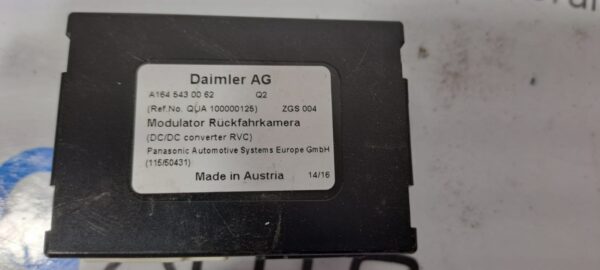 Daimler AG
A164 543 00 62 Q2
(Ref.No. QUA 100000125) ZGS 004
Modulator Rückfahrkamera
(DC/DC converter RVC)
Panasonic Automotive Systems Europe GmbH
(115/50431)
Made in Austria 14/16